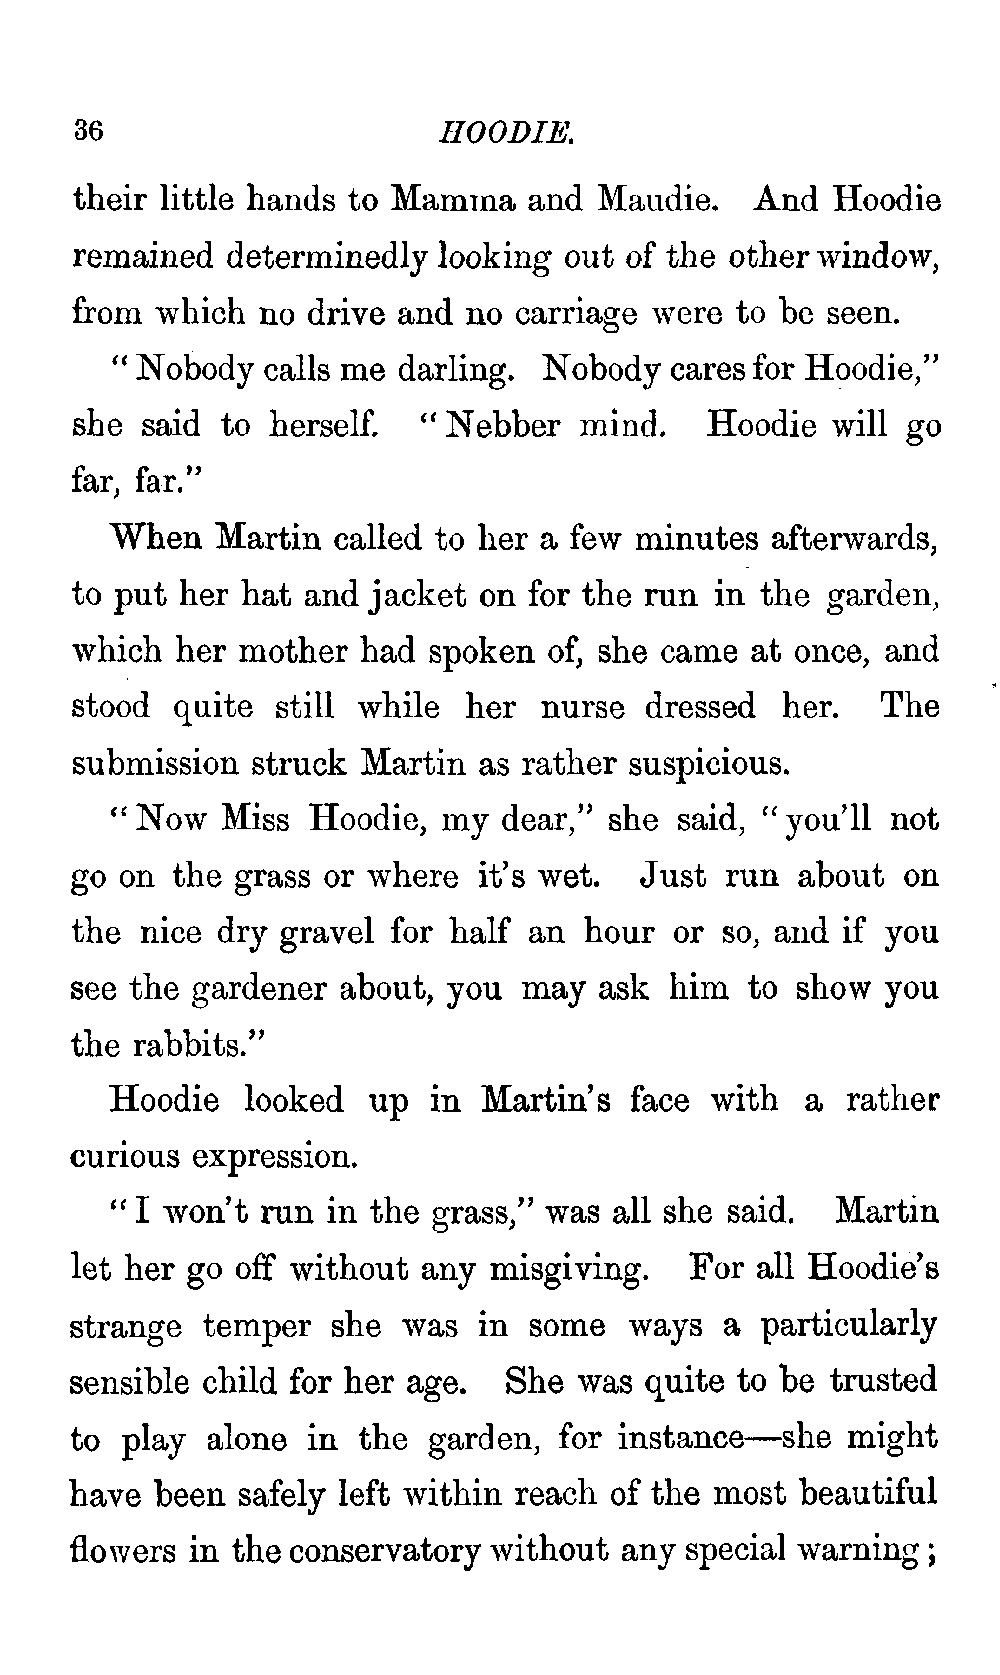 36 HOODIE.
their little hands to Mamma and Maudie. And Hoodie
remained determinedly looking out of the other window,
from which no drive and no carriage were to be seen.
“Nobody calls me darling. Nobody cares for Hoodie,”
she said to herself. “Nebber mind. Hoodie will go
far, far.”
When Martin called to her a few minutes afterwards,
to put her hat and jacket on for the run in the garden,
which her mother had spoken of, she came at once, and
stood quite still while her nurse dressed her. The
submission struck Martin as rather suspicious.
“Now Miss Hoodie, my dear,” she said, “you’ll not
go on the grass or where it’s wet. Just run about on
the nice dry gravel for half an hour or so, and if you
see the gardener about, you may ask him to show you
the rabbits.”
Hoodie looked up in Martin’s face with a rather
curious expression.
“I won’t run in the grass,” was all she said. Martin
let her go off without any misgiving. For all Hoodie’s
strange temper she was in some ways a particularly
sensible child for her age. She was quite to be trusted
to play alone in the garden, for instance—she might
have been safely left within reach of the most beautiful
flowers in the conservatory without any special warning;